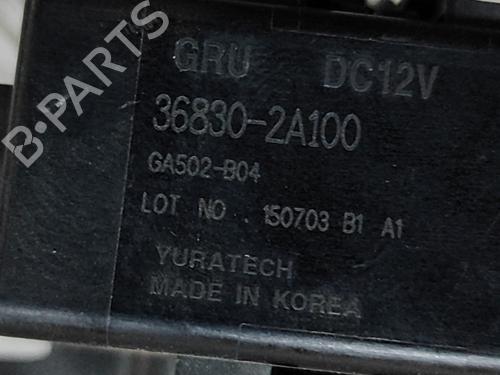 GRU DC12V
36830-2A100
GA502-B04
LOT NO . 150703 B1 A1
YURATECH
MADE IN KOREA
B-PARTS